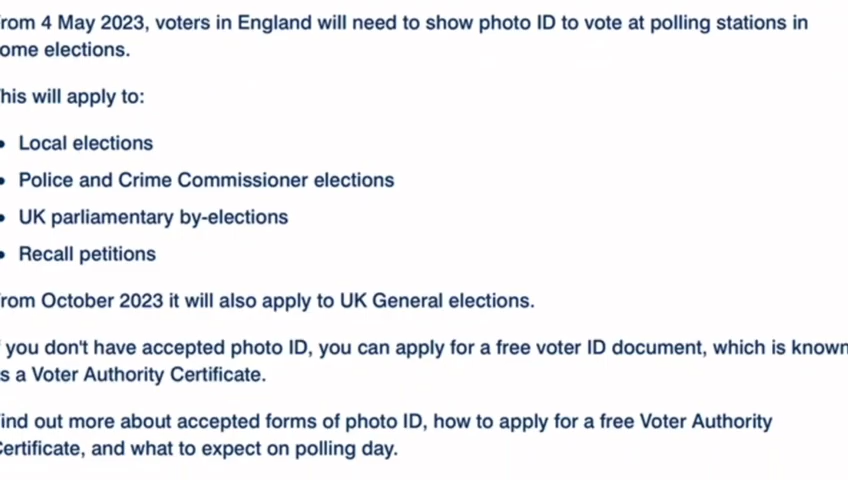 rom 4 May 2023, voters in England will need to show photo ID to vote at polling stations in
ome elections.
his will apply to:
• Local elections
• Police and Crime Commissioner elections
• UK parliamentary by-elections
• Recall petitions
rom October 2023 it will also apply to UK General elections.
f you don't have accepted photo ID, you can apply for a free voter ID document, which is known
s a Voter Authority Certificate.
ind out more about accepted forms of photo ID, how to apply for a free Voter Authority
Certificate, and what to expect on polling day.